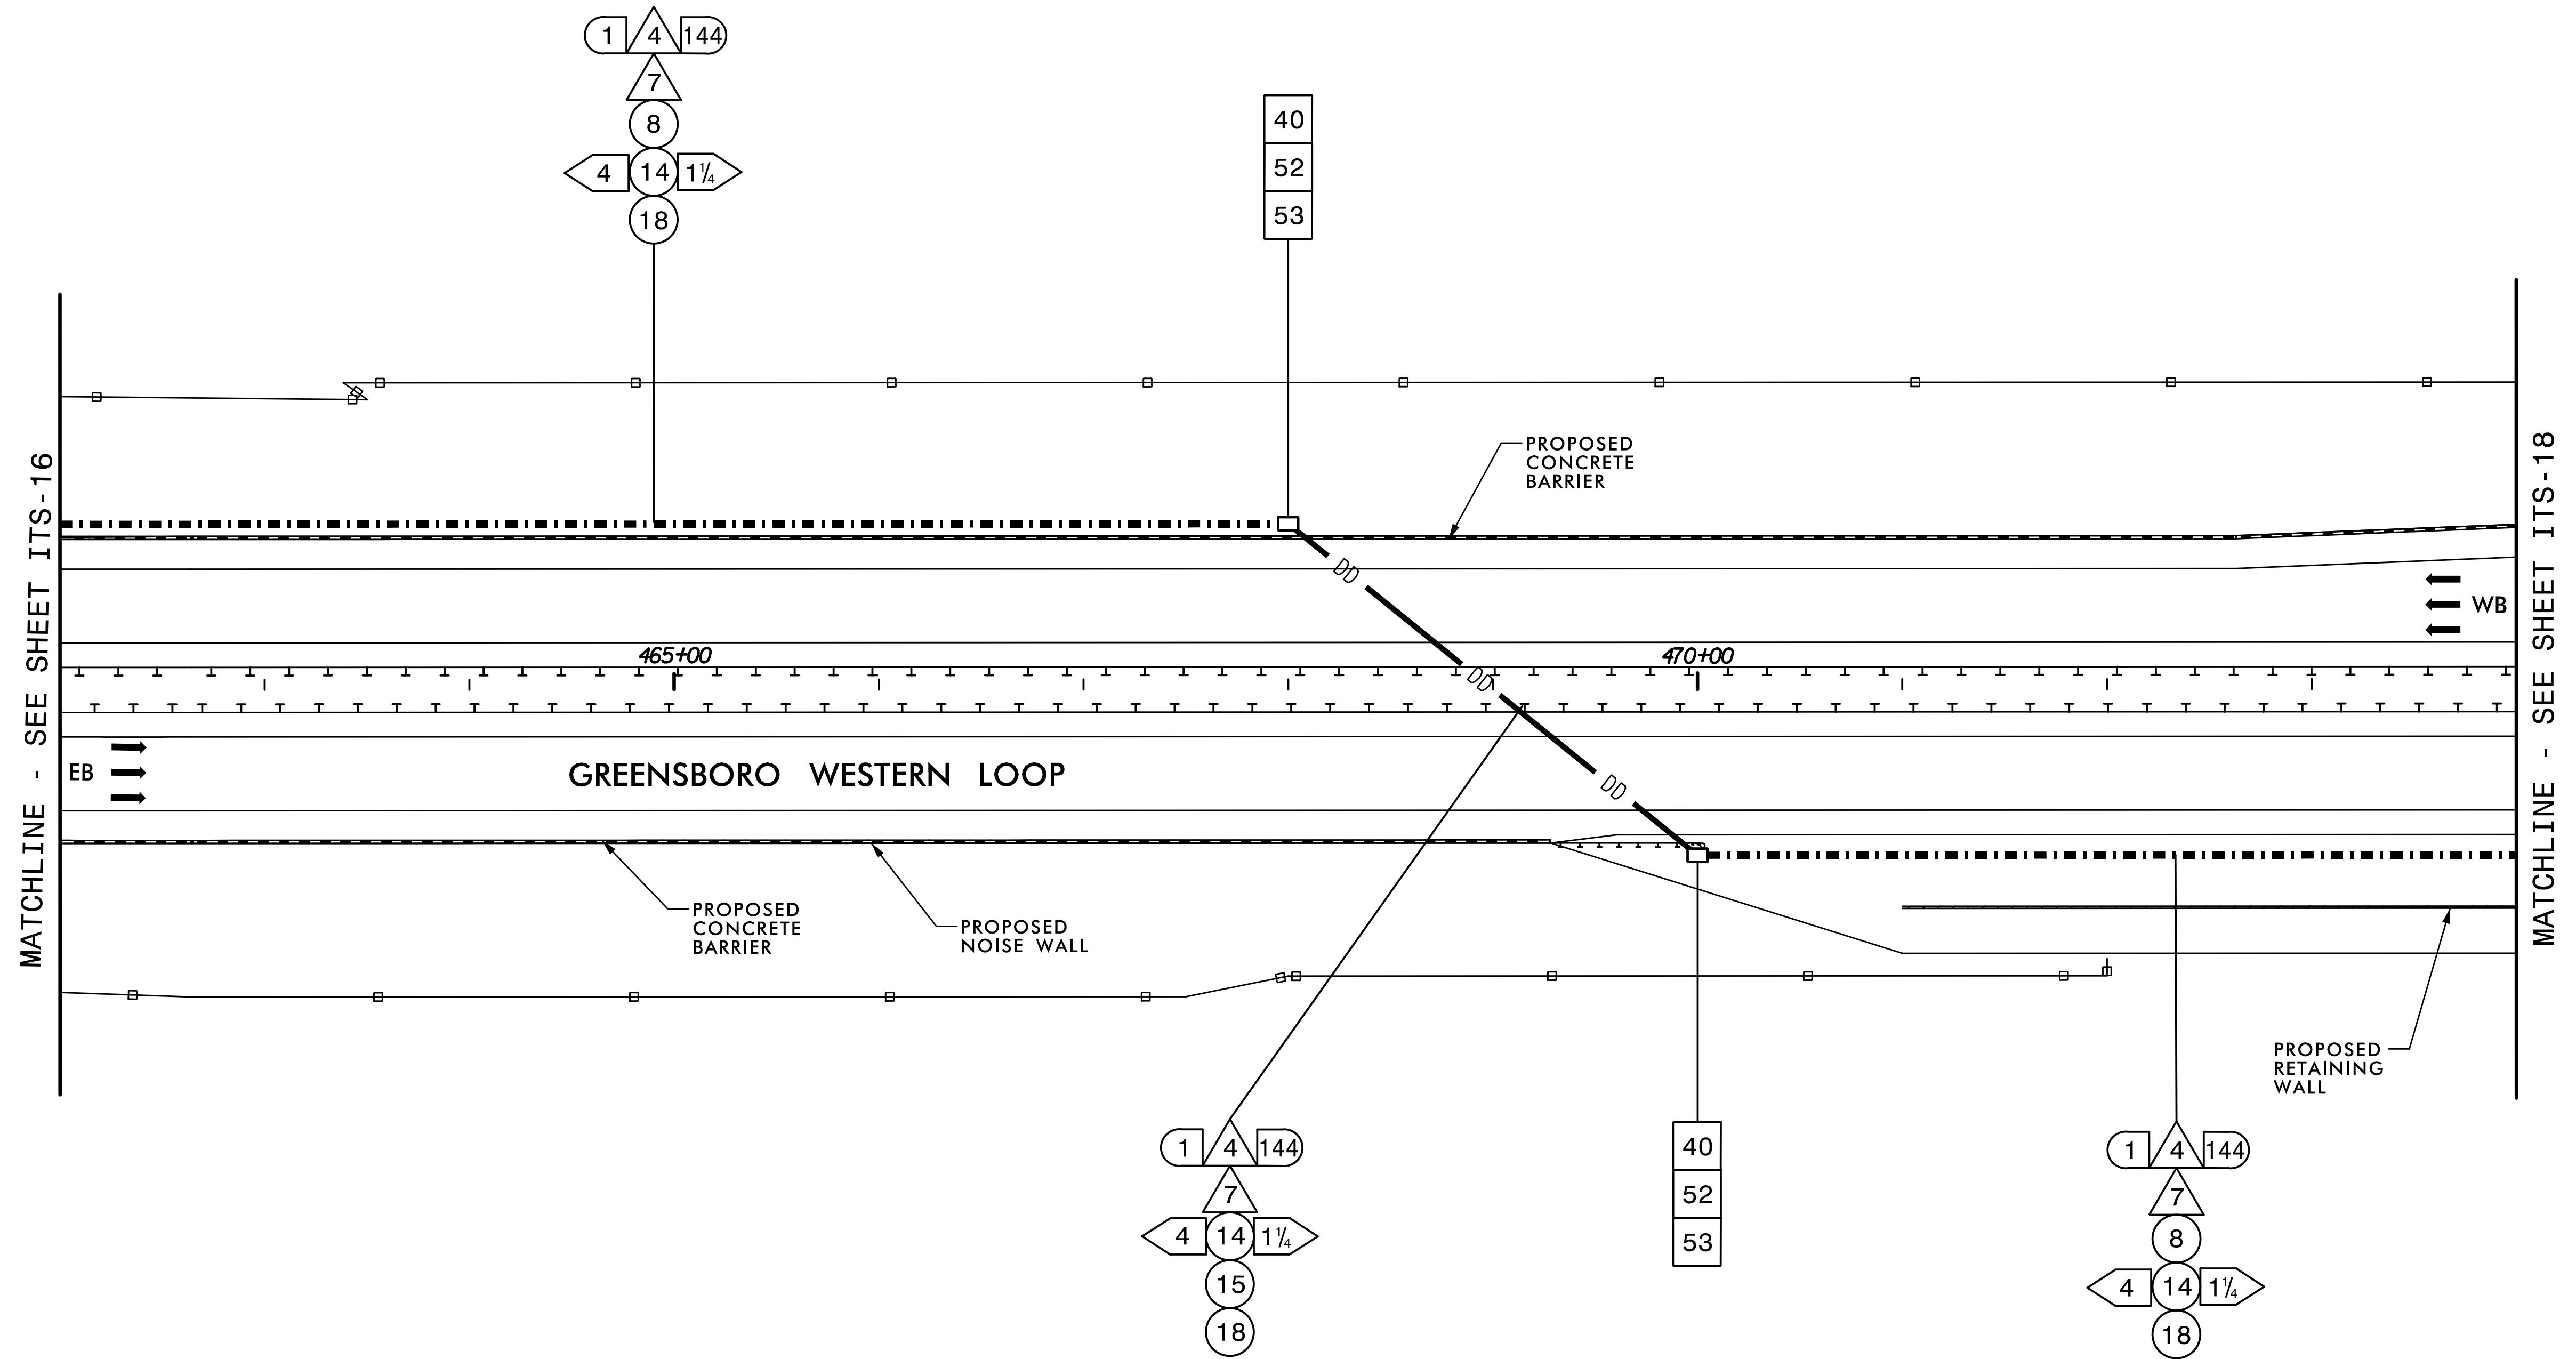 1 4 144
7
8
4 14 1¼
18
40
52
53
PROPOSED
CONCRETE
BARRIER
MATCHLINE - SEE SHEET ITS-16
MATCHLINE - SEE SHEET ITS-18
DD
WB
465+00
470+00
DD
EB
GREENSBORO WESTERN LOOP
DD
PROPOSED
CONCRETE
BARRIER
PROPOSED
NOISE WALL
PROPOSED
RETAINING
WALL
1 4 144
7
4 14 1¼
15
18
40
52
53
1 4 144
7
8
4 14 1¼
18